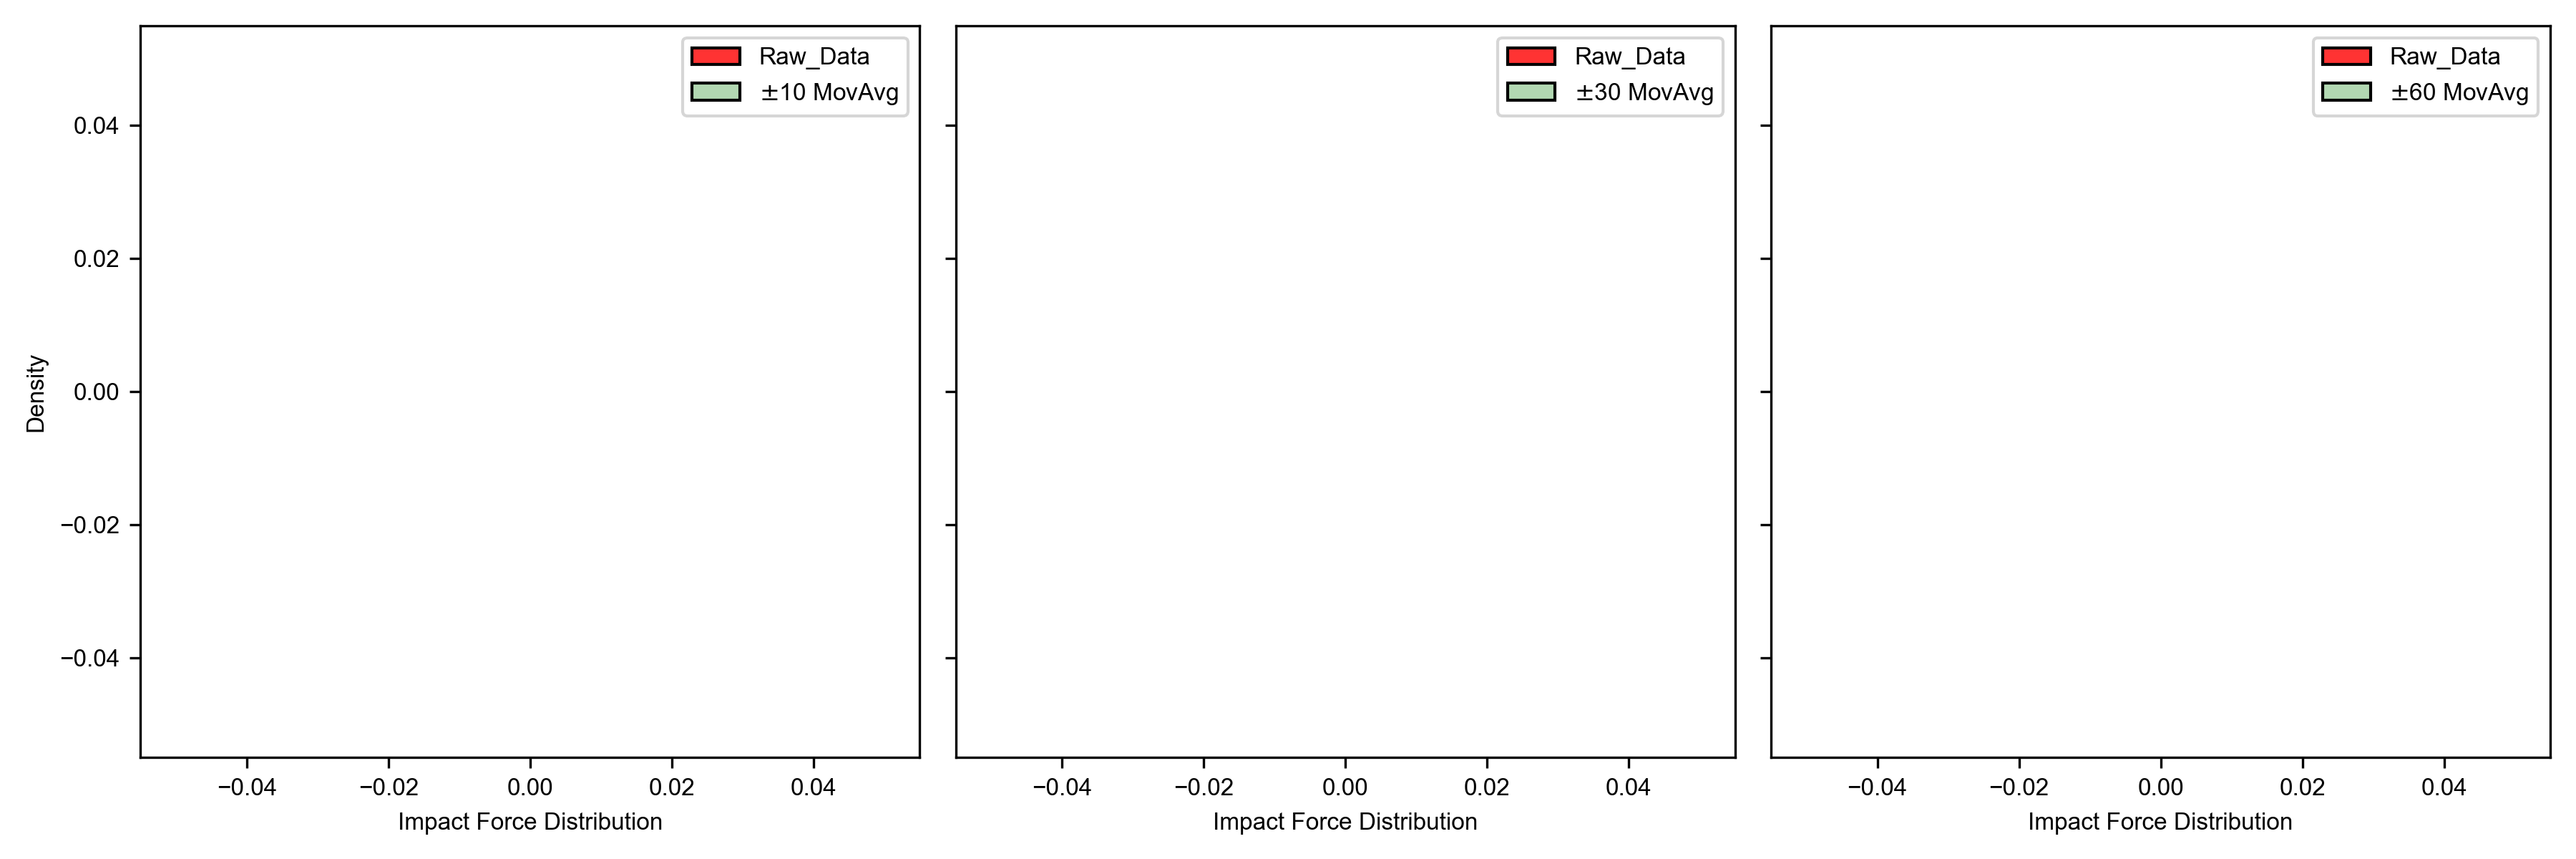 Raw_Data
±10 MovAvg
Raw_Data
±30 MovAvg
Raw_Data
±60 MovAvg
0.04
0.02
0.00
−0.02
−0.04
Density
−0.04 −0.02 0.00 0.02 0.04
−0.04 −0.02 0.00 0.02 0.04
−0.04 −0.02 0.00 0.02 0.04
Impact Force Distribution
Impact Force Distribution
Impact Force Distribution